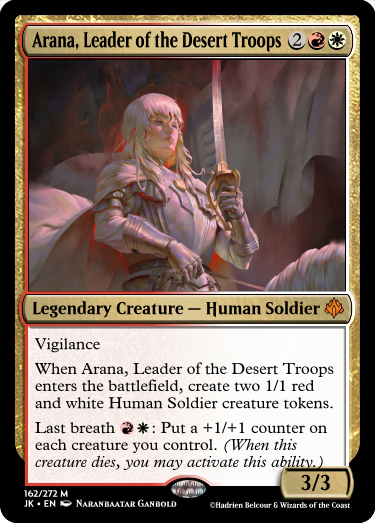 Arana, Leader of the Desert Troops 2
Legendary Creature — Human Soldier
Vigilance
When Arana, Leader of the Desert Troops
enters the battlefield, create two 1/1 red
and white Human Soldier creature tokens.
Last breath : Put a +1/+1 counter on
each creature you control. (When this
creature dies, you may activate this ability.)
3/3
162/272 M
JK • EN Naranbaatar Ganbold
©Hadrien Belcour & Wizards of the Coast